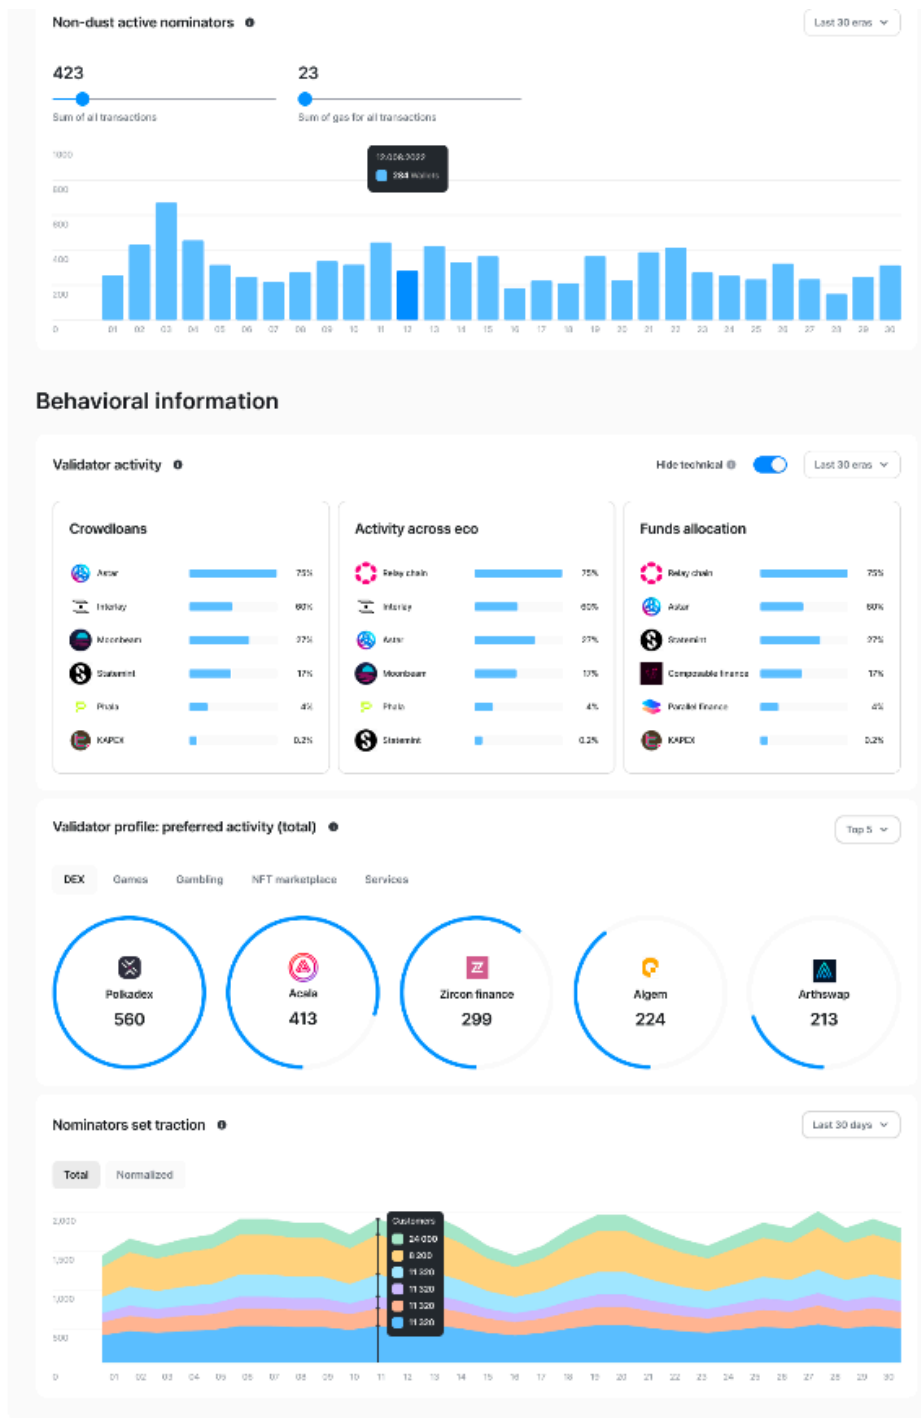 Non-dust active nominators
Last 30 eras
423 23
Sum of all transactions Sum of gas for all transactions
1000
800
600
400
200
0
284 Wallets
01 02 03 04 05 06 07 08 09 10 11 12 13 14 15 16 17 18 19 20 21 22 23 24 25 26 27 28 29 30
Behavioral information
Validator activity
Hide technical
Last 30 eras
Crowdloans
Astar 75%
Interlay 60%
Moonbeam 27%
Statemint 17%
Phala 4%
KAPEX 0.2%
Activity across eco
Relay chain 75%
Interlay 60%
Astar 27%
Moonbeam 17%
Phala 4%
Statemint 0.2%
Funds allocation
Relay chain 75%
Astar 60%
Statemint 27%
Composable finance 17%
Parallel finance 4%
KAPEX 0.2%
Validator profile: preferred activity (total)
Top 5
DEX Games Gambling NFT marketplace Services
Polkadex
560
Acala
413
Zircon finance
299
Algem
224
Arthswap
213
Nominators set traction
Last 30 days
Total Normalized
2,000
1,500
1,000
500
0
Customers
24 000
8 200
11 320
11 320
11 320
11 320
01 02 03 04 05 06 07 08 09 10 11 12 13 14 15 16 17 18 19 20 21 22 23 24 25 26 27 28 29 30